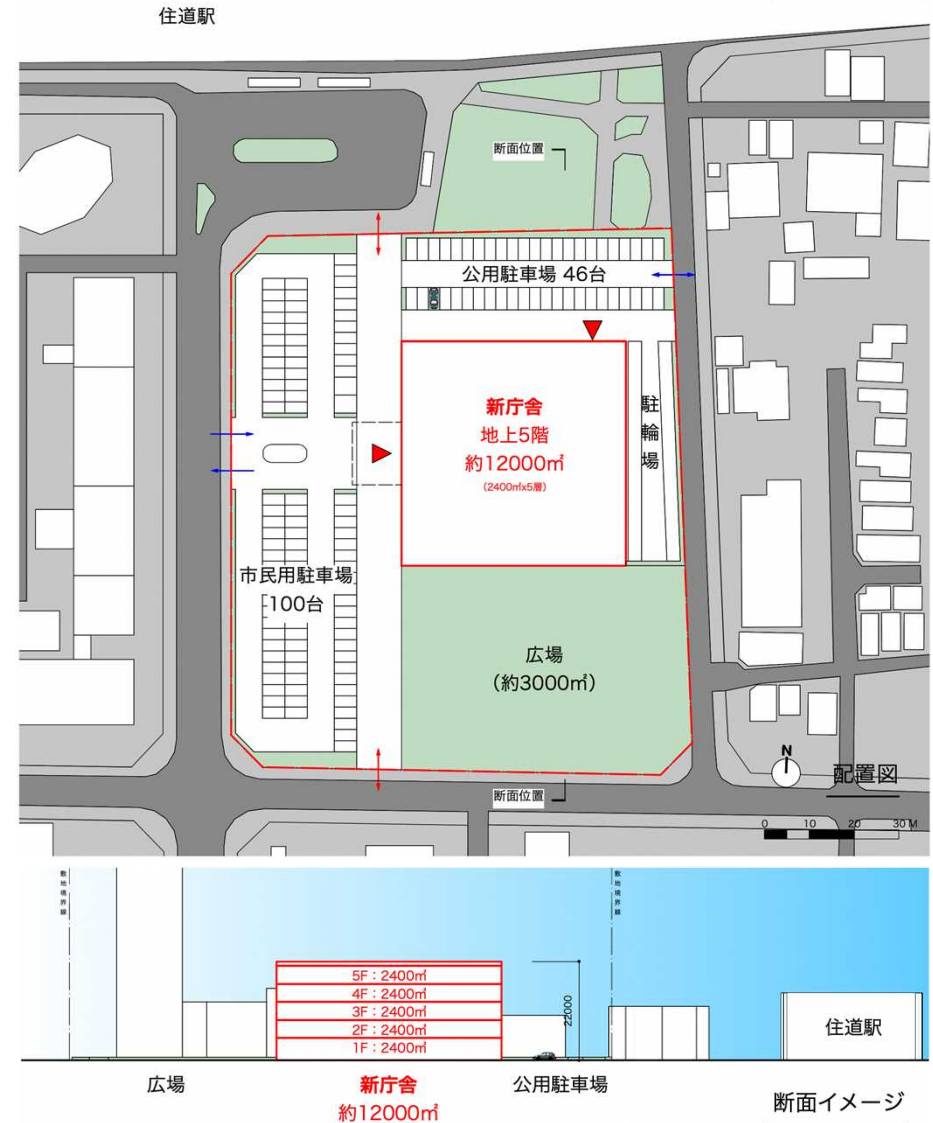 住道駅
断面位置
公用駐車場 46台
新庁舎
地上5階
約12000㎡
(2400㎡x5層)
駐輪場
市民用駐車場
100台
広場
(約3000㎡)
N
配置図
断面位置
0 10 20 30 M
敷地境界線
敷地境界線
5F：2400㎡
4F：2400㎡
3F：2400㎡
2F：2400㎡
1F：2400㎡
22000
住道駅
広場
新庁舎
約12000㎡
公用駐車場
断面イメージ